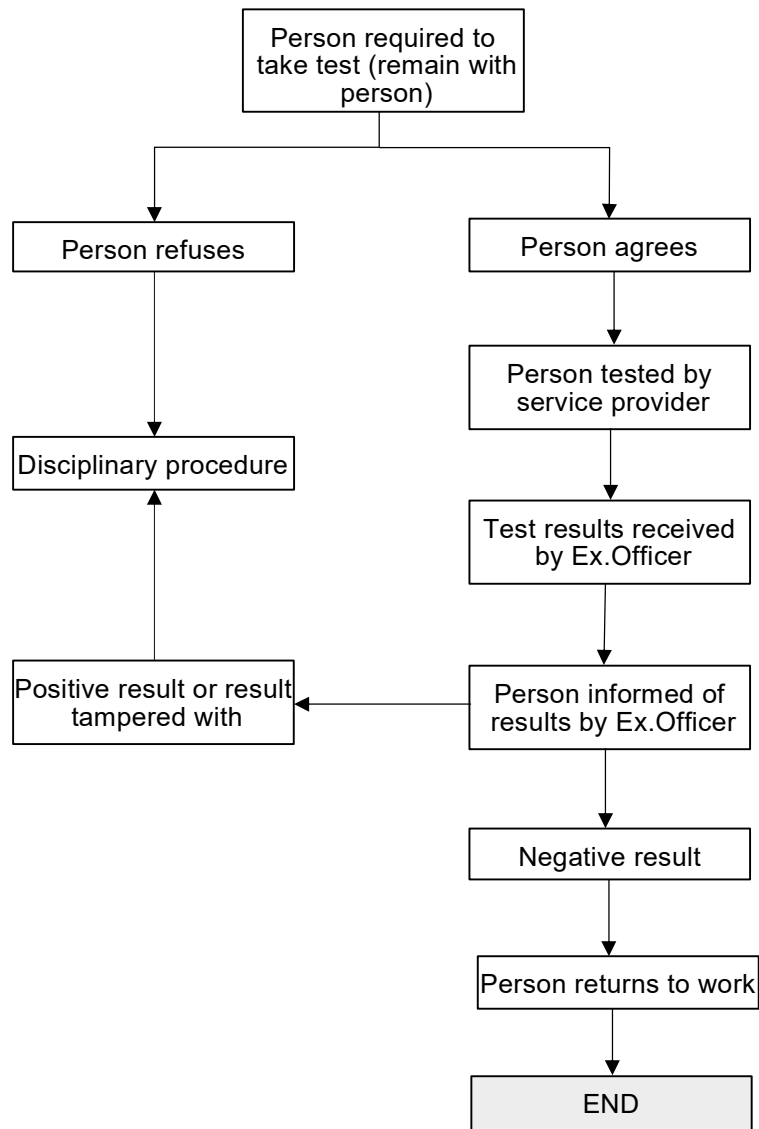 Person required to
take test (remain with
person)
Person refuses
Person agrees
Person tested by
service provider
Disciplinary procedure
Test results received
by Ex.Officer
Positive result or result
tampered with
Person informed of
results by Ex.Officer
Negative result
Person returns to work
END